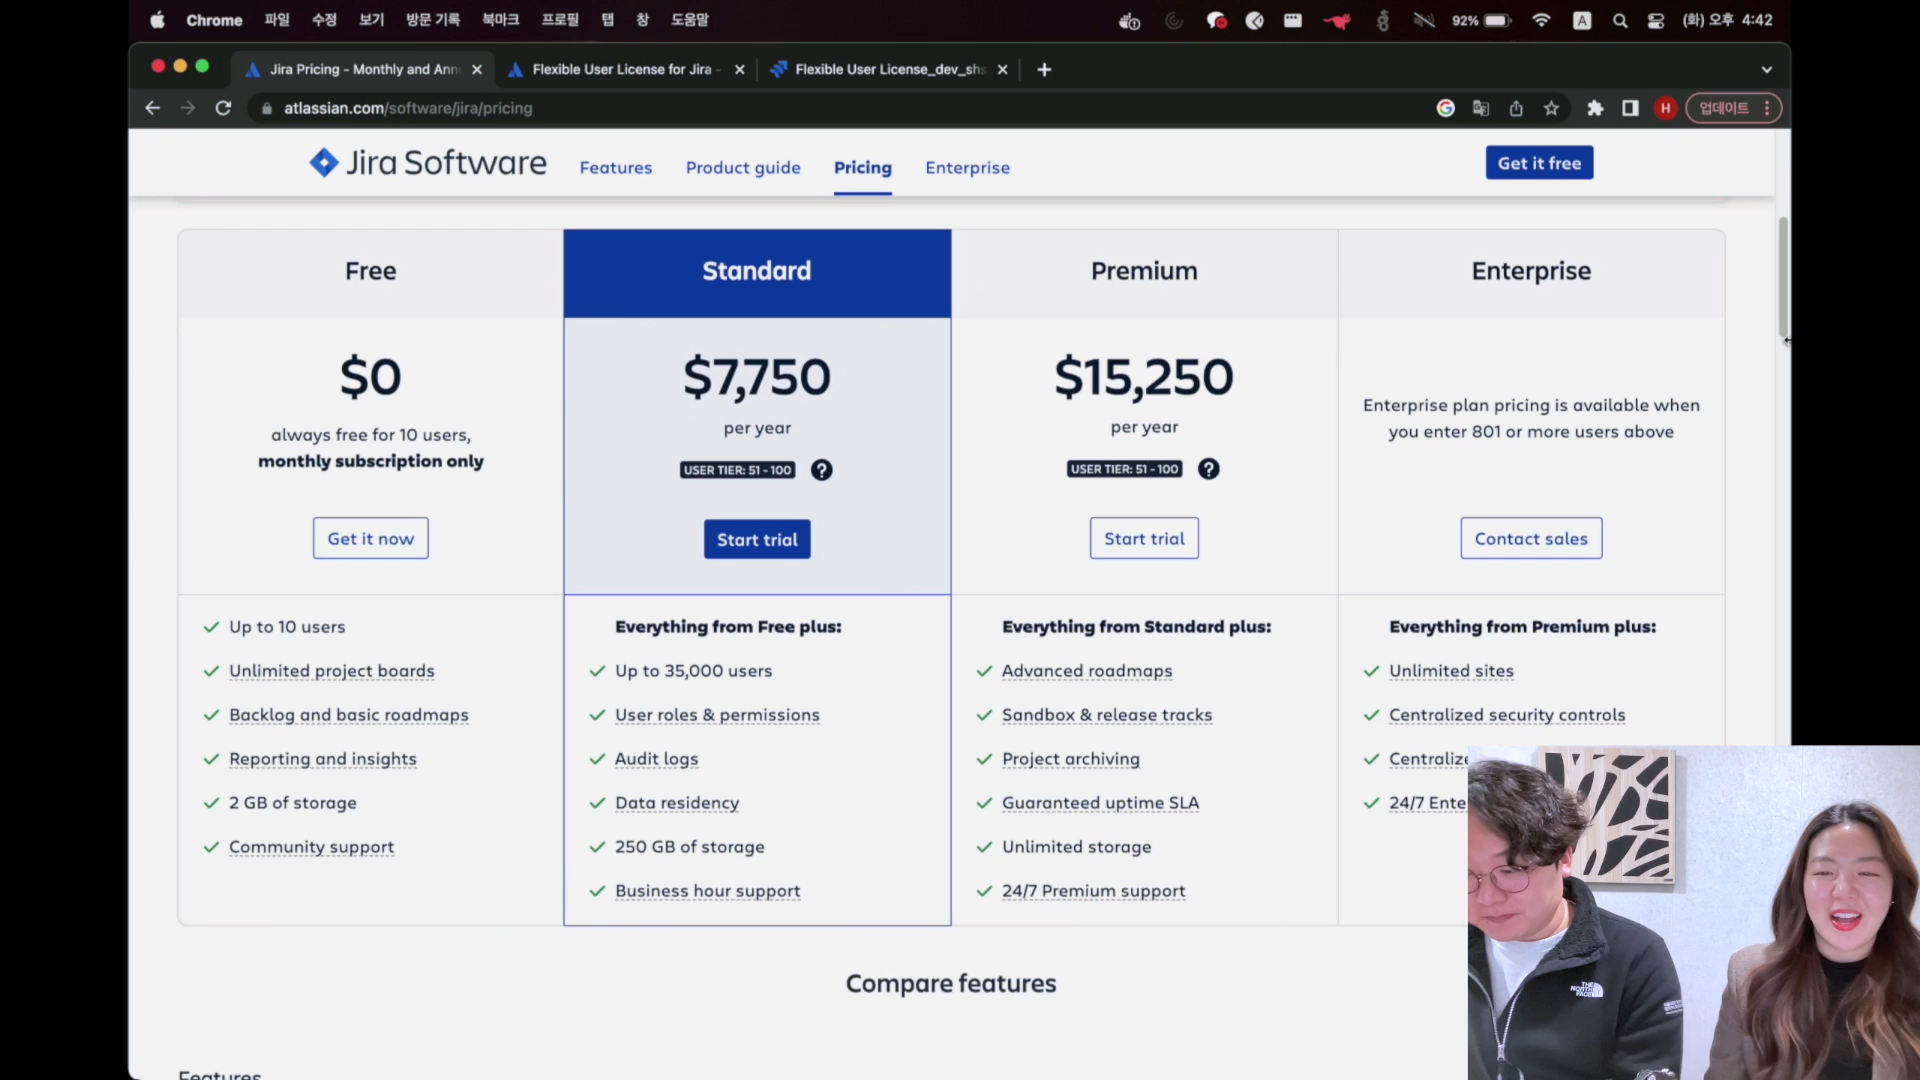 Chrome 파일 수정 보기 방문 기록 북마크 프로필 탭 창 도움말 92% A (화) 오후 4:42
Jira Pricing - Monthly and Ann
Flexible User License for Jira -
Flexible User License_dev_shs
atlassian.com/software/jira/pricing
H
업데이트
Jira Software
Features
Product guide
Pricing
Enterprise
Get it free
Free
$0
always free for 10 users,
monthly subscription only
Get it now
Up to 10 users
Unlimited project boards
Backlog and basic roadmaps
Reporting and insights
2 GB of storage
Community support
Standard
$7,750
per year
USER TIER: 51 - 100 ?
Start trial
Everything from Free plus:
Up to 35,000 users
User roles & permissions
Audit logs
Data residency
250 GB of storage
Business hour support
Premium
$15,250
per year
USER TIER: 51 - 100 ?
Start trial
Everything from Standard plus:
Advanced roadmaps
Sandbox & release tracks
Project archiving
Guaranteed uptime SLA
Unlimited storage
24/7 Premium support
Enterprise
Enterprise plan pricing is available when
you enter 801 or more users above
Contact sales
Everything from Premium plus:
Unlimited sites
Centralized security controls
Centralize
24/7 Ente
Compare features
Features
THE
NORTH
FACE